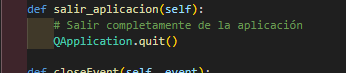 def salir_aplicacion(self):
# Salir completamente de la aplicación
QApplication.quit()
def closeEvent(self, event):